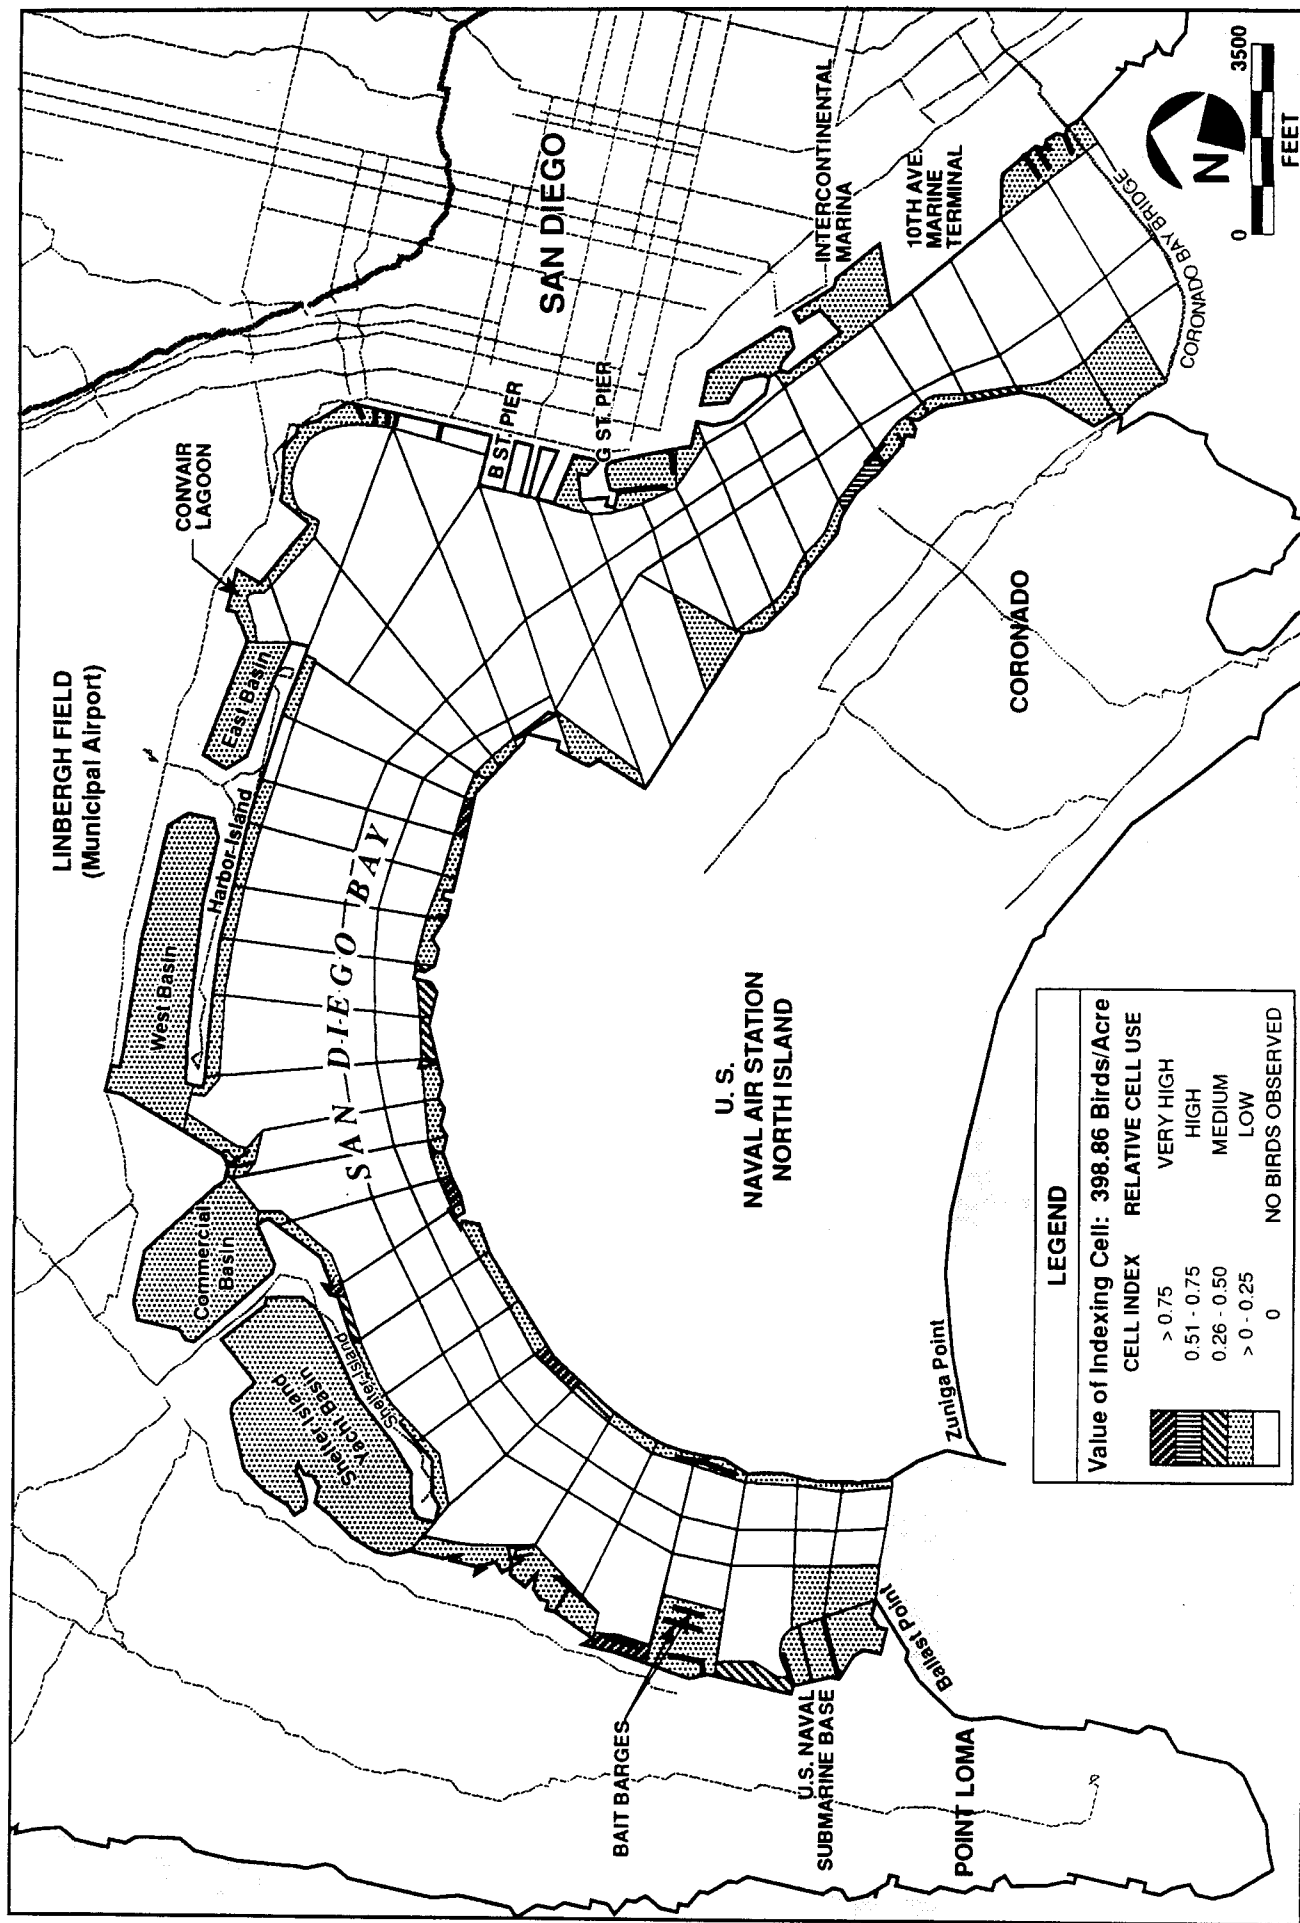 LINBERGH FIELD
(Municipal Airport)
CONVAIR
LAGOON
SAN DIEGO
East Basin
West Basin
Harbor Island
Commercial
Basin
Shelter Island
Yacht Basin
Shelter Island
SAN DIEGO BAY
B ST. PIER
G ST. PIER
INTERCONTINENTAL
MARINA
10TH AVE.
MARINE
TERMINAL
CORONADO BAY BRIDGE
CORONADO BAY BRIDGE
CORONADO
U. S.
NAVAL AIR STATION
NORTH ISLAND
Zuniga Point
Ballast Point
BAIT BARGES
U.S. NAVAL
SUBMARINE BASE
POINT LOMA
N
0 3500
FEET
LEGEND
Value of Indexing Cell: 398.86 Birds/Acre
CELL INDEX RELATIVE CELL USE
> 0.75 VERY HIGH
0.51 - 0.75 HIGH
0.26 - 0.50 MEDIUM
> 0 - 0.25 LOW
0 NO BIRDS OBSERVED